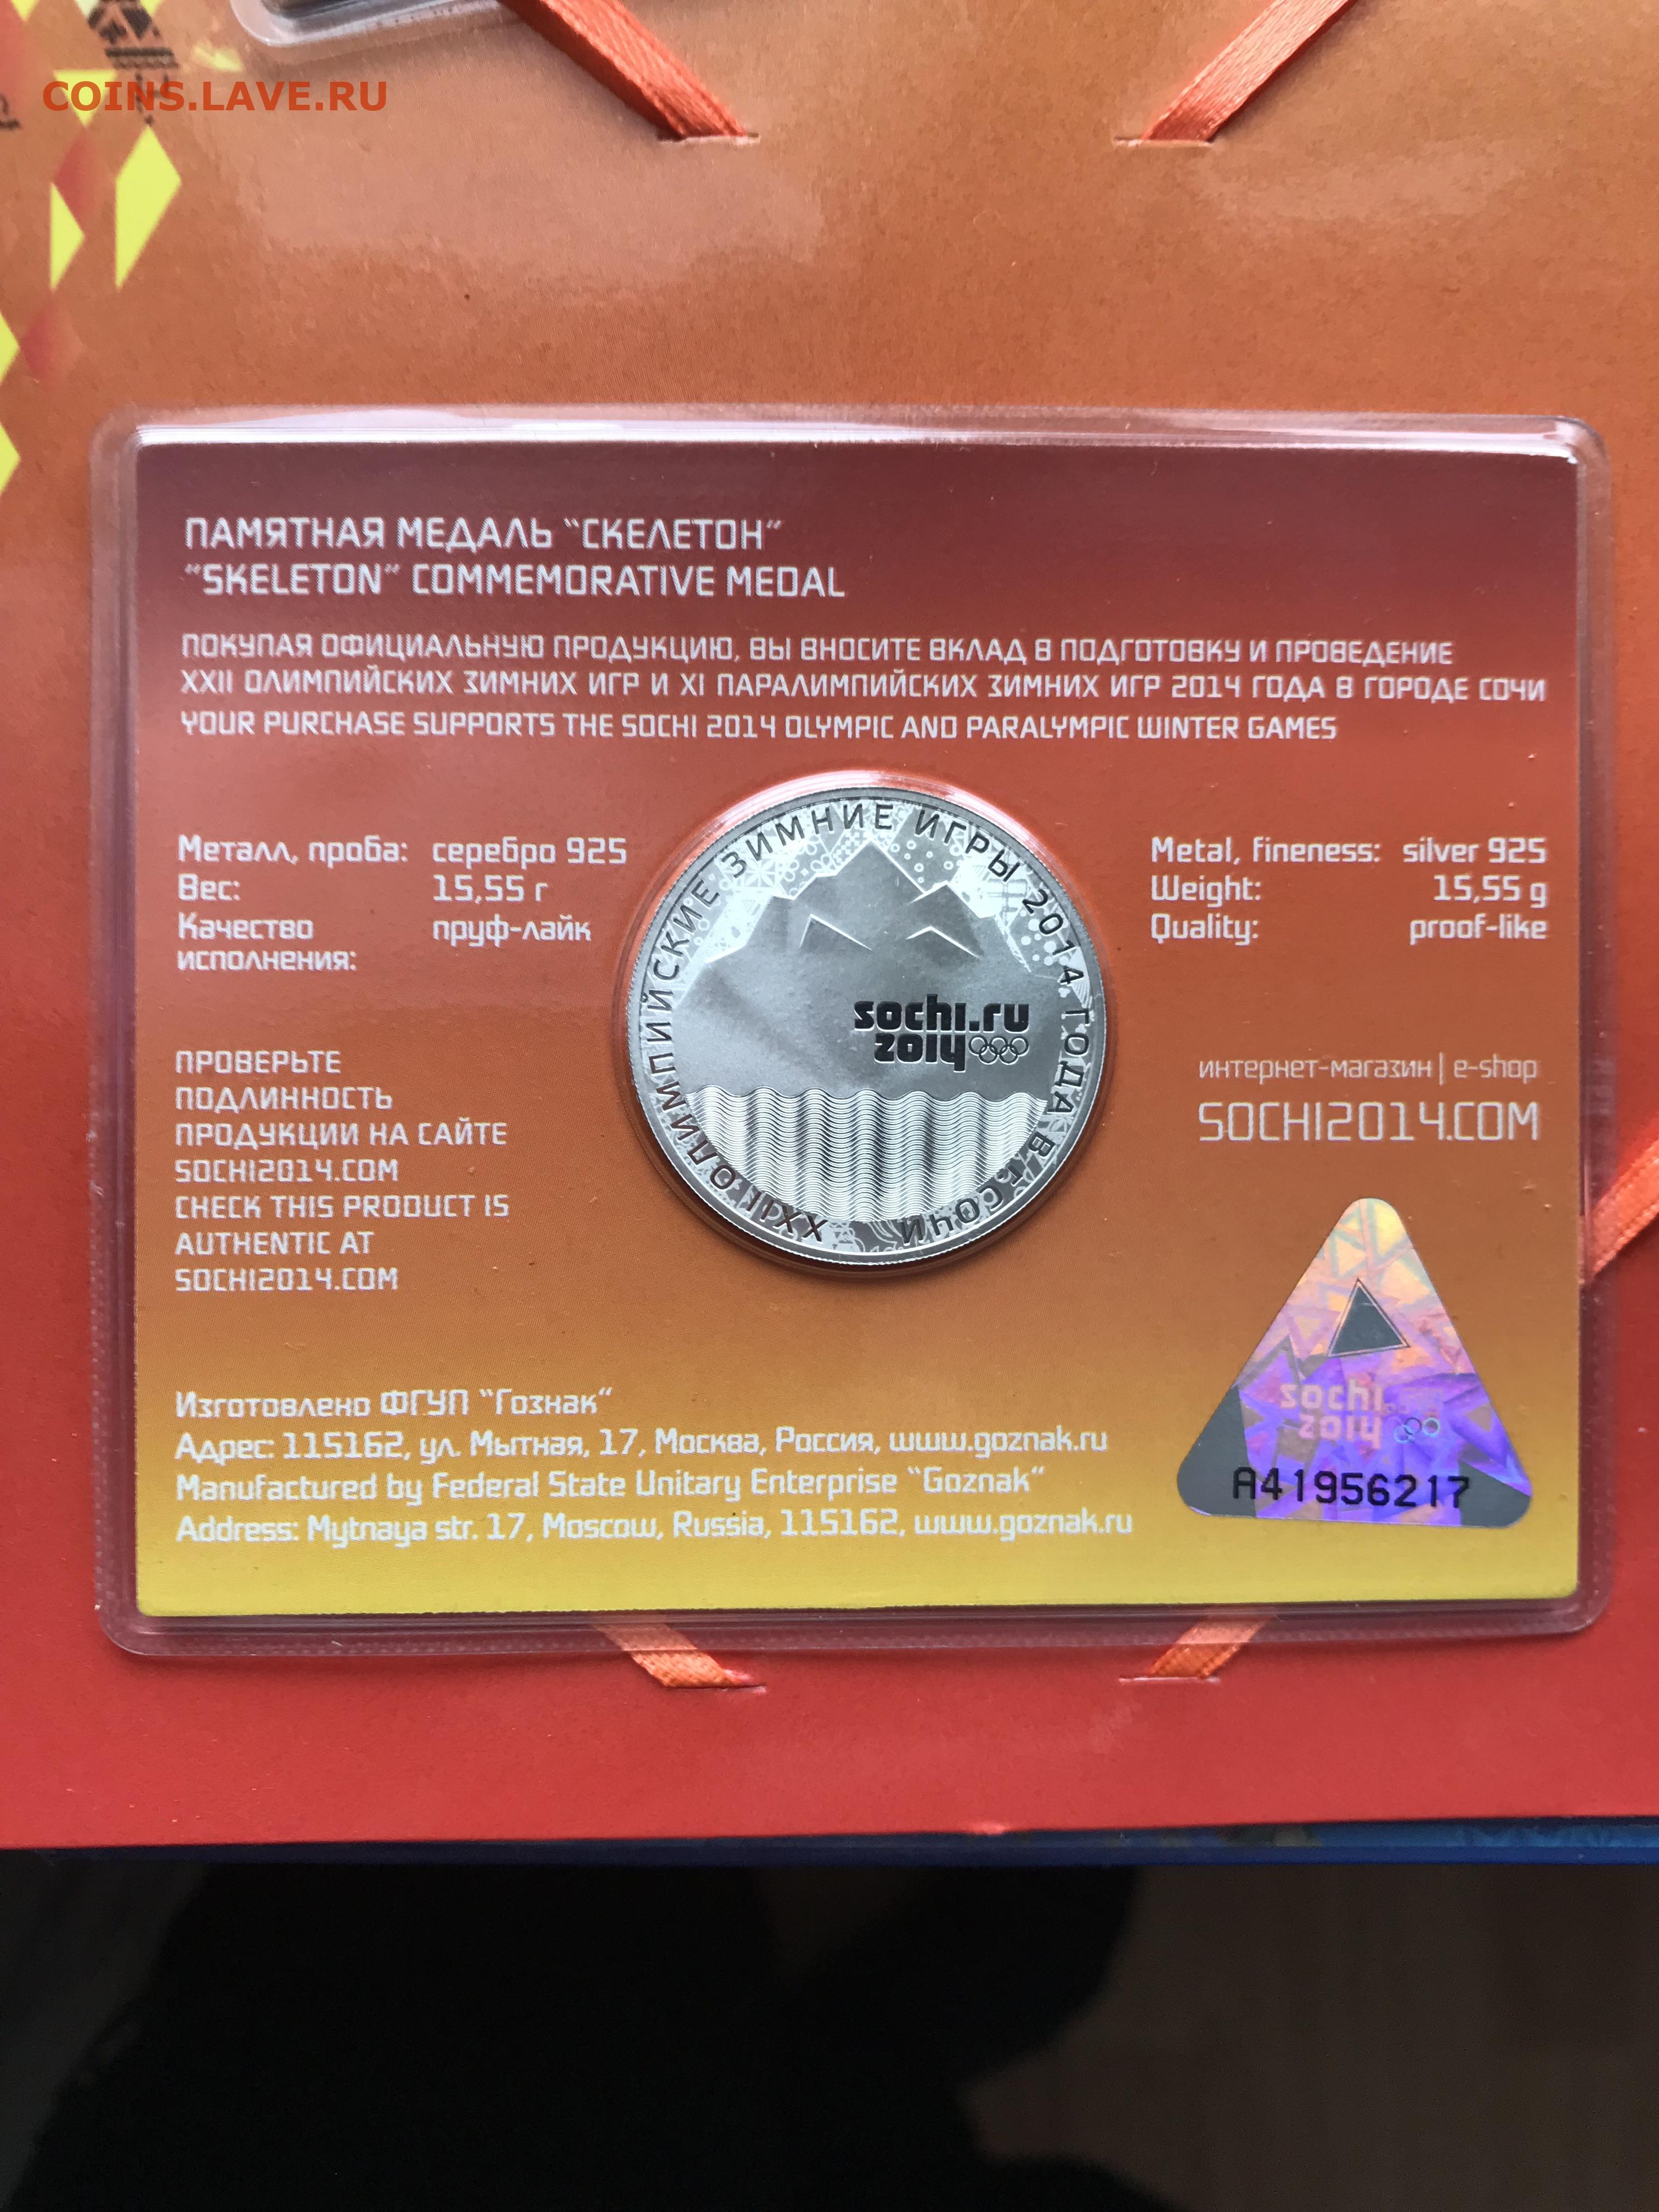 COINS.LAVE.RU
ПАМЯТНАЯ МЕДАЛЬ “СКЕЛЕТОН”
“SKELETON” COMMEMORATIVE MEDAL
ПОКУПАЯ ОФИЦИАЛЬНУЮ ПРОДУКЦИЮ, ВЫ ВНОСИТЕ ВКЛАД В ПОДГОТОВКУ И ПРОВЕДЕНИЕ
XXII ОЛИМПИЙСКИХ ЗИМНИХ ИГР И XI ПАРАЛИМПИЙСКИХ ЗИМНИХ ИГР 2014 ГОДА В ГОРОДЕ СОЧИ
YOUR PURCHASE SUPPORTS THE SOCHI 2014 OLYMPIC AND PARALYMPIC WINTER GAMES
Металл, проба: серебро 925
Вес: 15,55 г
Качество пруф-лайк
исполнения:
XXII ОЛИМПИЙСКИЕ ЗИМНИЕ ИГРЫ 2014 ГОДА В Г.СОЧИ
sochi.ru
2014
Metal, fineness: silver 925
Weight: 15,55 g
Quality: proof-like
ПРОВЕРЬТЕ
ПОДЛИННОСТЬ
ПРОДУКЦИИ НА САЙТЕ
SOCHI2014.COM
CHECK THIS PRODUCT IS
AUTHENTIC AT
SOCHI2014.COM
интернет-магазин | e-shop
SOCHI2014.COM
sochi
2014
A41956217
Изготовлено ФГУП “Гознак”
Адрес: 115162, ул. Мытная, 17, Москва, Россия, www.goznak.ru
Manufactured by Federal State Unitary Enterprise “Goznak”
Address: Mytnaya str. 17, Moscow, Russia, 115162, www.goznak.ru